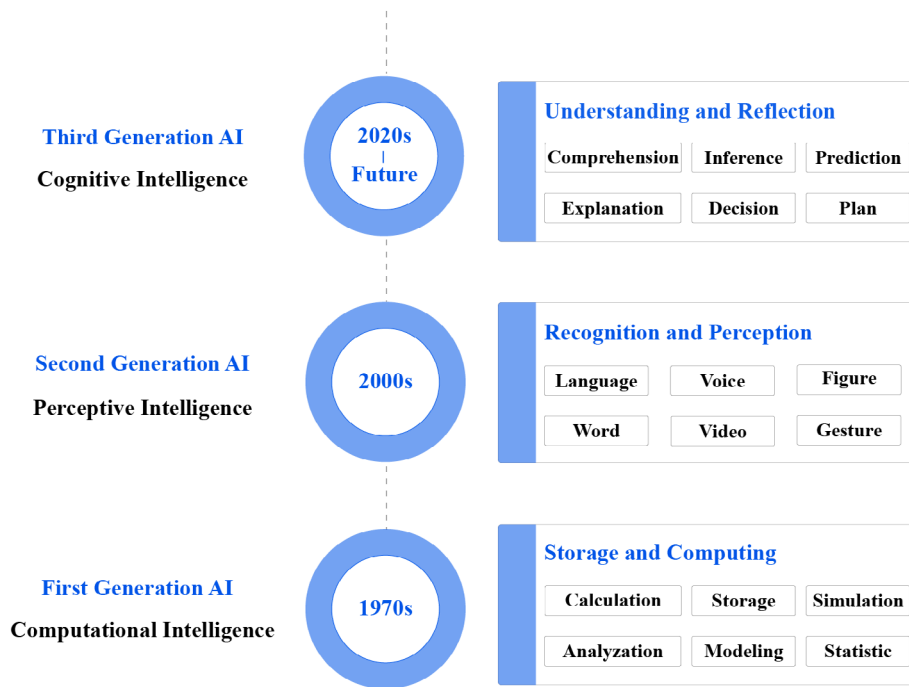 Third Generation AI
Cognitive Intelligence
2020s
Future
Understanding and Reflection
Comprehension
Inference
Prediction
Explanation
Decision
Plan
Second Generation AI
Perceptive Intelligence
2000s
Recognition and Perception
Language
Voice
Figure
Word
Video
Gesture
First Generation AI
Computational Intelligence
1970s
Storage and Computing
Calculation
Storage
Simulation
Analyzation
Modeling
Statistic